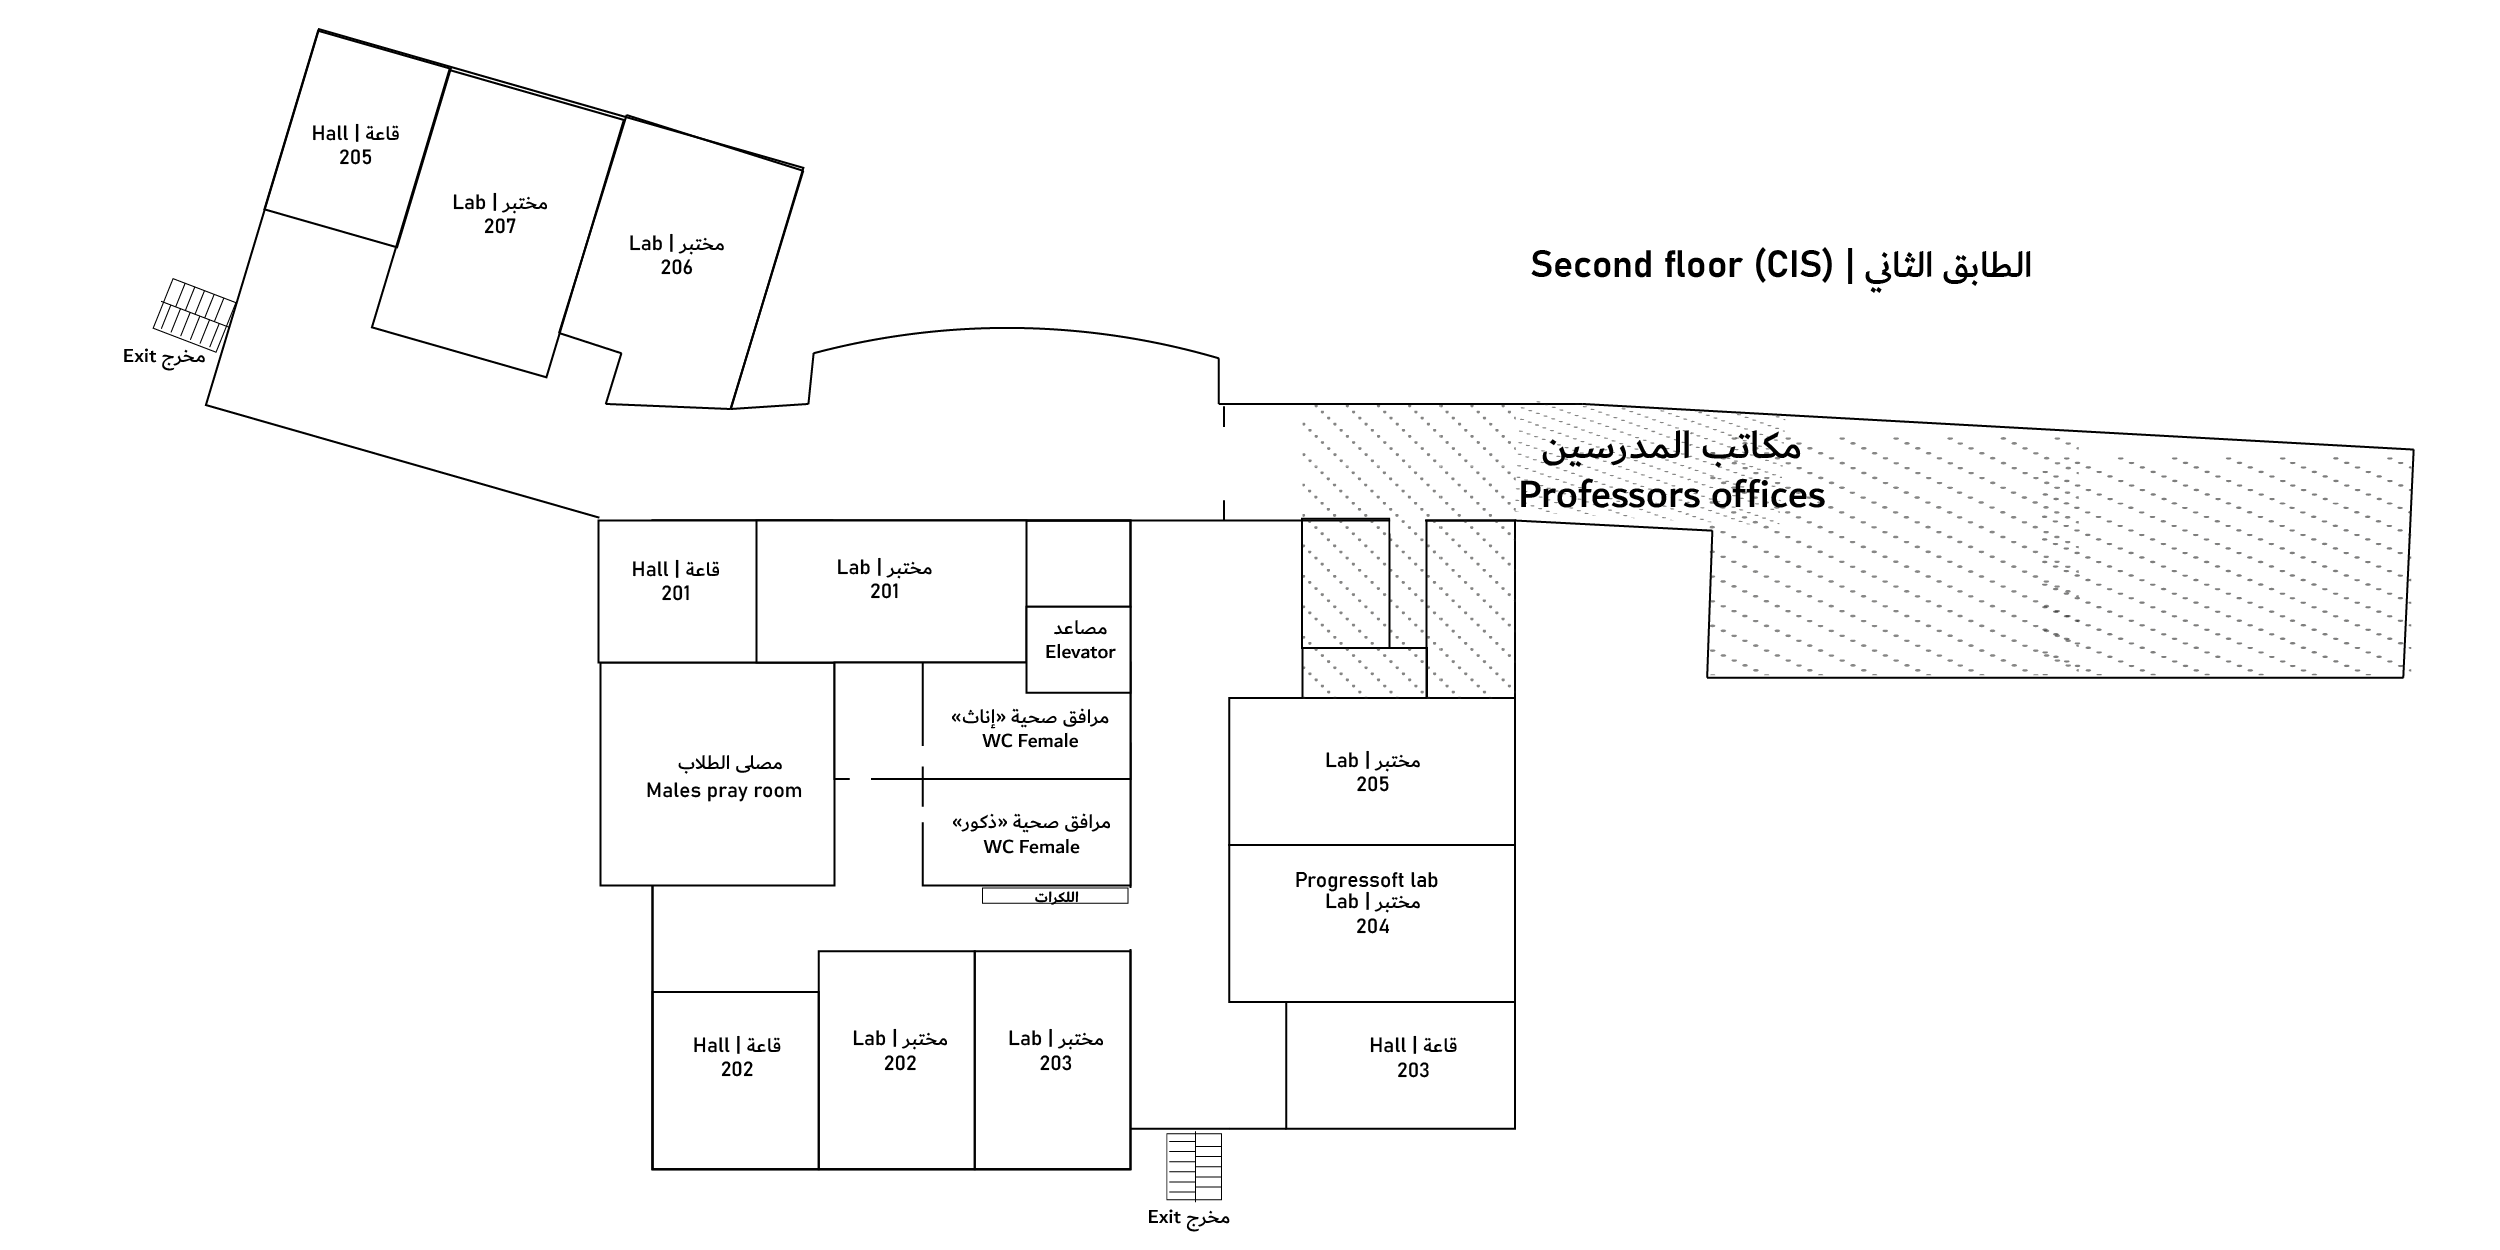 Hall | قاعة
205
Lab | مختبر
207
Lab | مختبر
206
Second floor (CIS) | الطابق الثاني
Exit مخرج
مكاتب المدرسين
Professors offices
Hall | قاعة
201
Lab | مختبر
201
مصاعد
Elevator
مرافق صحية «إناث»
WC Female
مصلى الطلاب
Males pray room
مرافق صحية «ذكور»
WC Female
اللكرات
Lab | مختبر
205
Progressoft lab
Lab | مختبر
204
Hall | قاعة
202
Lab | مختبر
202
Lab | مختبر
203
Hall | قاعة
203
Exit مخرج